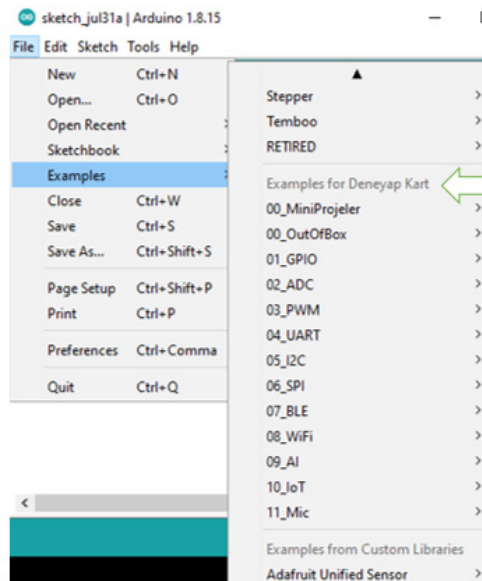 sketch_jul31a | Arduino 1.8.15
File Edit Sketch Tools Help
New Ctrl+N
Open... Ctrl+O
Open Recent
Sketchbook
Examples
Close Ctrl+W
Save Ctrl+S
Save As... Ctrl+Shift+S
Page Setup Ctrl+Shift+P
Print Ctrl+P
Preferences Ctrl+Comma
Quit Ctrl+Q
Stepper
Temboo
RETIRED
Examples for Deneyap Kart
00_MiniProjeler
00_OutOfBox
01_GPIO
02_ADC
03_PWM
04_UART
05_I2C
06_SPI
07_BLE
08_WiFi
09_AI
10_IoT
11_Mic
Examples from Custom Libraries
Adafruit Unified Sensor